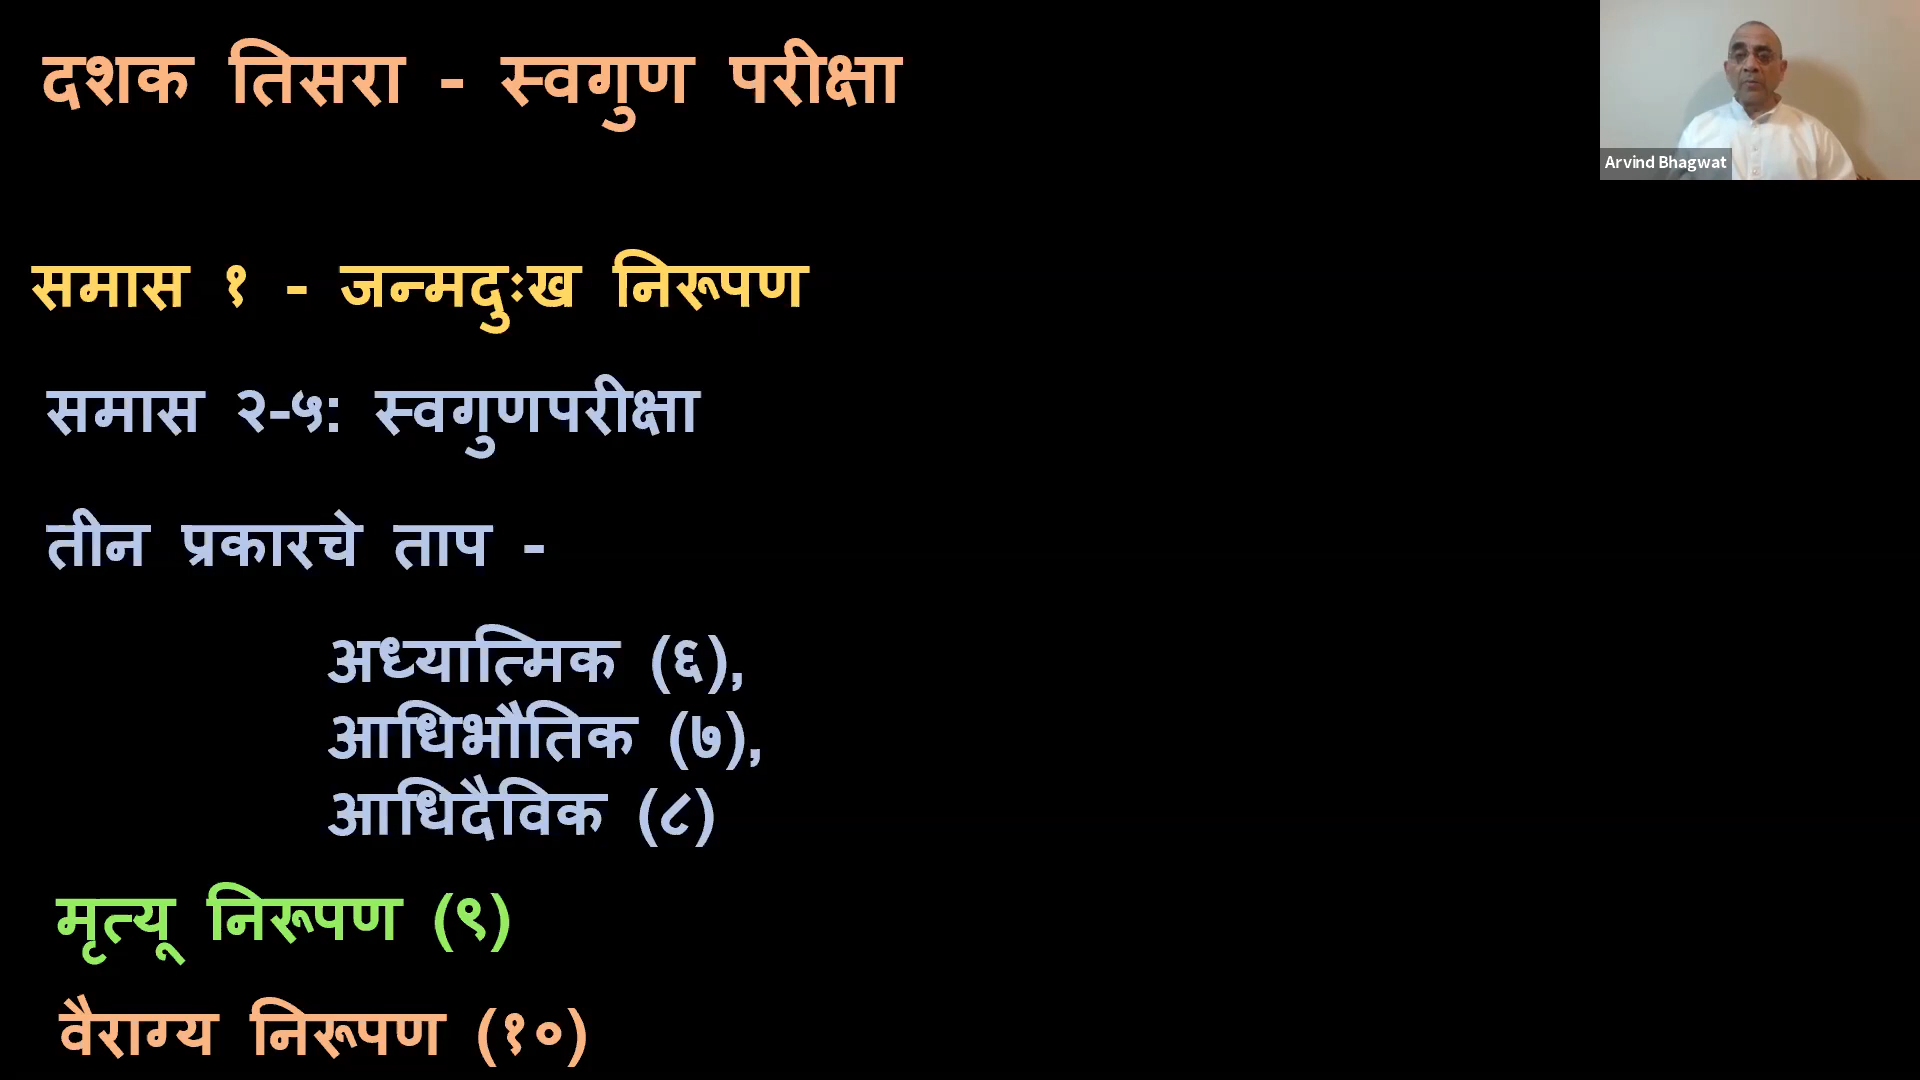 दशक तिसरा - स्वगुण परीक्षा
Arvind Bhagwat
समास १ - जन्मदुःख निरूपण
समास २-५: स्वगुणपरीक्षा
तीन प्रकारचे ताप -
अध्यात्मिक (६),
आधिभौतिक (७),
आधिदैविक (८)
मृत्यू निरूपण (९)
वैराग्य निरूपण (१०)